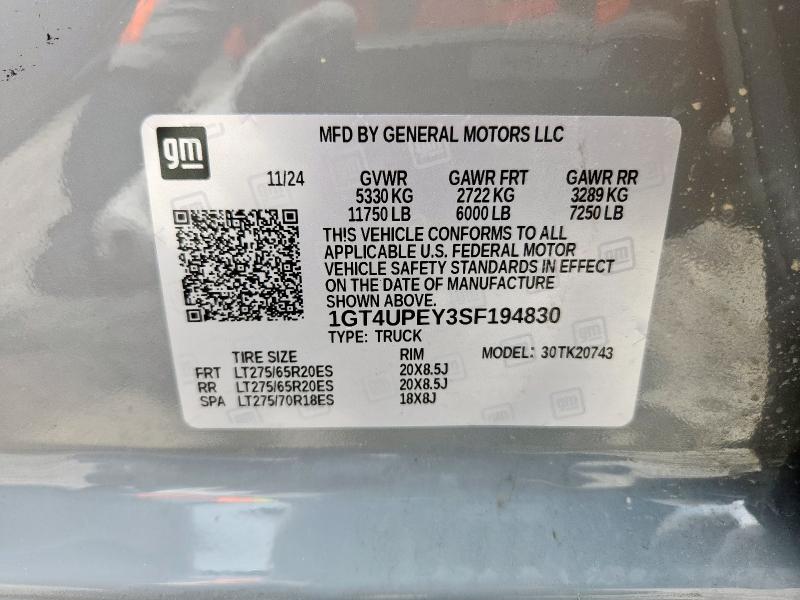 gm
MFD BY GENERAL MOTORS LLC
11/24 GVWR GAWR FRT GAWR RR
5330 KG 2722 KG 3289 KG
11750 LB 6000 LB 7250 LB
THIS VEHICLE CONFORMS TO ALL
APPLICABLE U.S. FEDERAL MOTOR
VEHICLE SAFETY STANDARDS IN EFFECT
ON THE DATE OF MANUFACTURE
SHOWN ABOVE.
1GT4UPEY3SF194830
TYPE: TRUCK
TIRE SIZE RIM MODEL: 30TK20743
FRT LT275/65R20ES 20X8.5J
RR LT275/65R20ES 20X8.5J
SPA LT275/70R18ES 18X8J